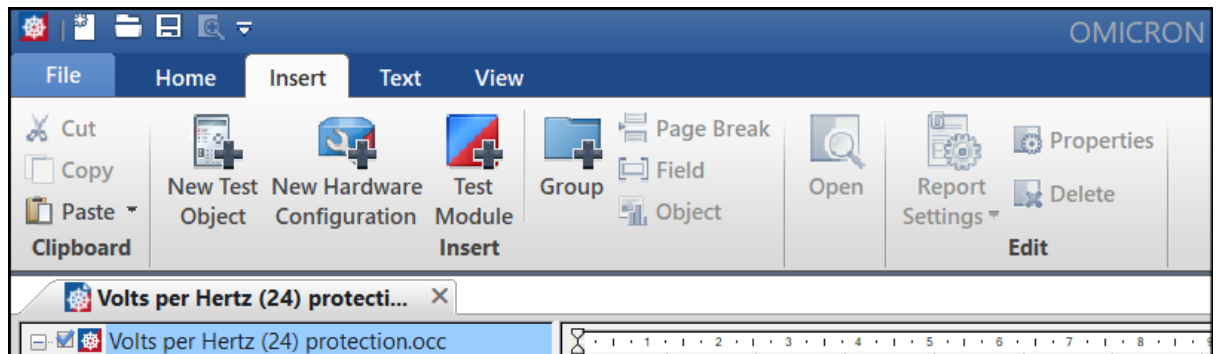 OMICRON
File Home Insert Text View
Cut
Copy
Paste
Clipboard
New Test
Object
New Hardware
Configuration
Test
Module
Group
Page Break
Field
Object
Insert
Open
Report
Settings
Properties
Delete
Edit
Volts per Hertz (24) protecti...
Volts per Hertz (24) protection.occ
1 2 3 4 5 6 7 8 9